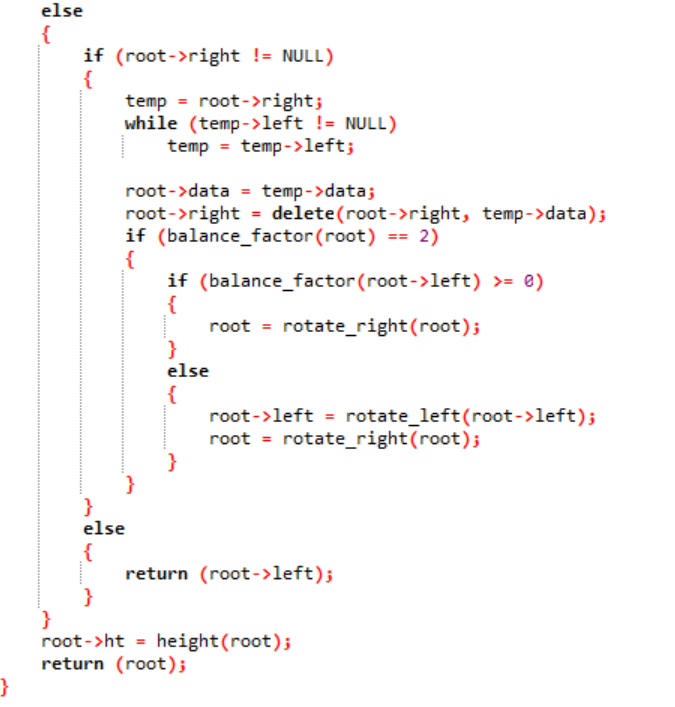 else
{
    if (root->right != NULL)
    {
        temp = root->right;
        while (temp->left != NULL)
            temp = temp->left;

        root->data = temp->data;
        root->right = delete(root->right, temp->data);
        if (balance_factor(root) == 2)
        {
            if (balance_factor(root->left) >= 0)
            {
                root = rotate_right(root);
            }
            else
            {
                root->left = rotate_left(root->left);
                root = rotate_right(root);
            }
        }
    }
    else
    {
        return (root->left);
    }
}
root->ht = height(root);
return (root);
}